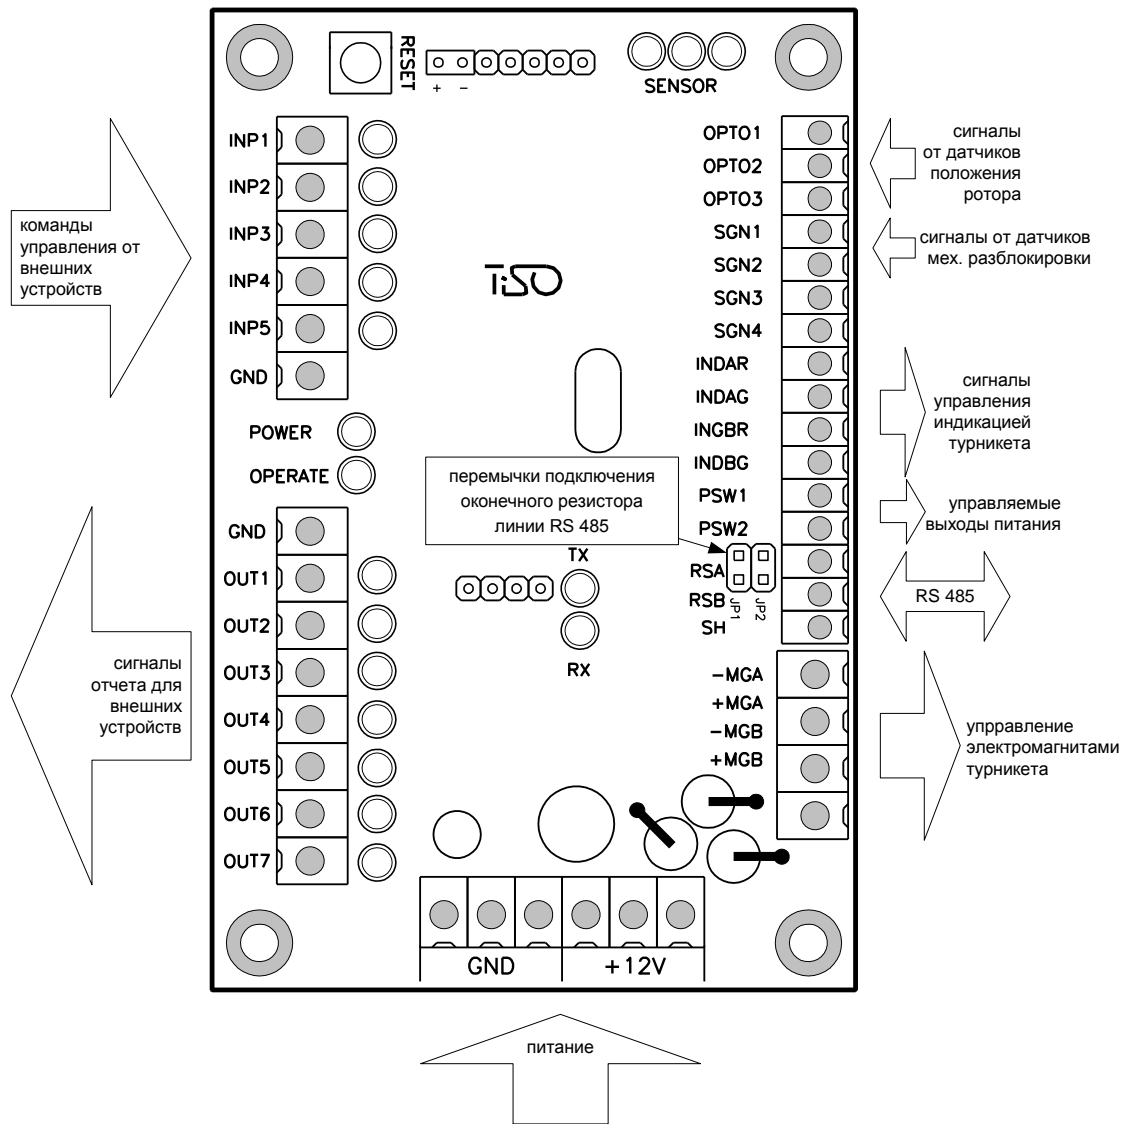 RESET
+ -
SENSOR
INP1
INP2
INP3
INP4
INP5
GND
команды
управления от
внешних
устройств
TiSO
OPTO1
OPTO2
OPTO3
SGN1
SGN2
SGN3
SGN4
INDAR
INDAG
INGBR
INDBG
PSW1
PSW2
RSA
RSB
SH
JP1
JP2
сигналы
от датчиков
положения
ротора
сигналы от датчиков
мех. разблокировки
сигналы
управления
индикацией
турникета
управляемые
выходы питания
RS 485
POWER
OPERATE
перемычки подключения
оконечного резистора
линии RS 485
TX
RX
GND
OUT1
OUT2
OUT3
OUT4
OUT5
OUT6
OUT7
сигналы
отчета для
внешних
устройств
-MGA
+MGA
-MGB
+MGB
упрравление
электромагнитами
турникета
GND
+12V
питание